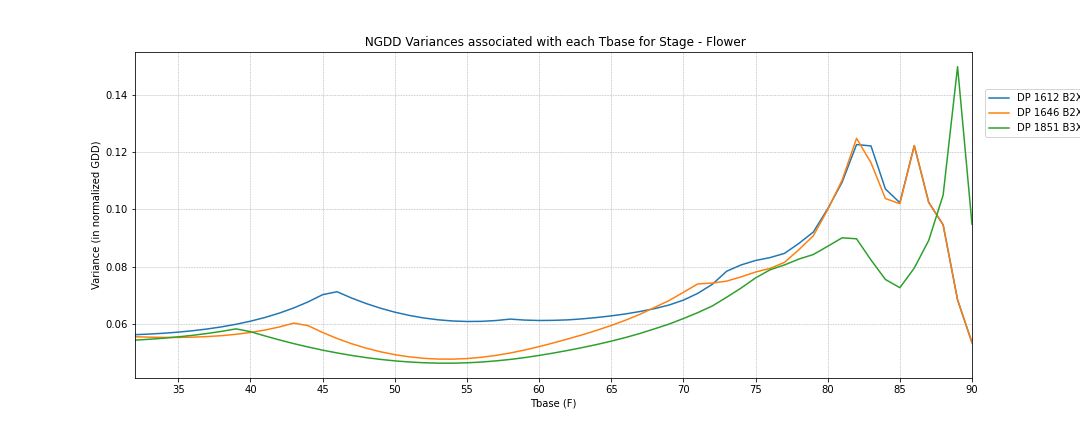 NGDD Variances associated with each Tbase for Stage - Flower
Variance (in normalized GDD)
0.14
0.12
0.10
0.08
0.06
35 40 45 50 55 60 65 70 75 80 85 90
Tbase (F)
DP 1612 B2X
DP 1646 B2X
DP 1851 B3X